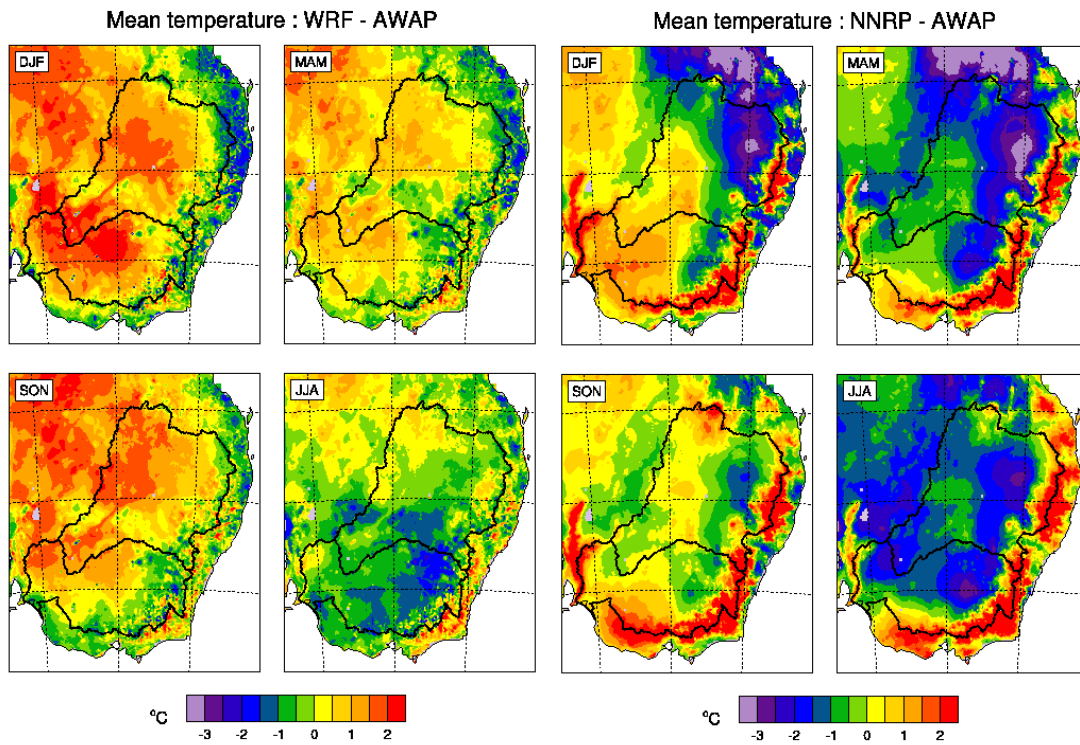 Mean temperature : WRF - AWAP
Mean temperature : NNRP - AWAP
DJF
MAM
DJF
MAM
SON
JJA
SON
JJA
°C
-3 -2 -1 0 1 2
°C
-3 -2 -1 0 1 2